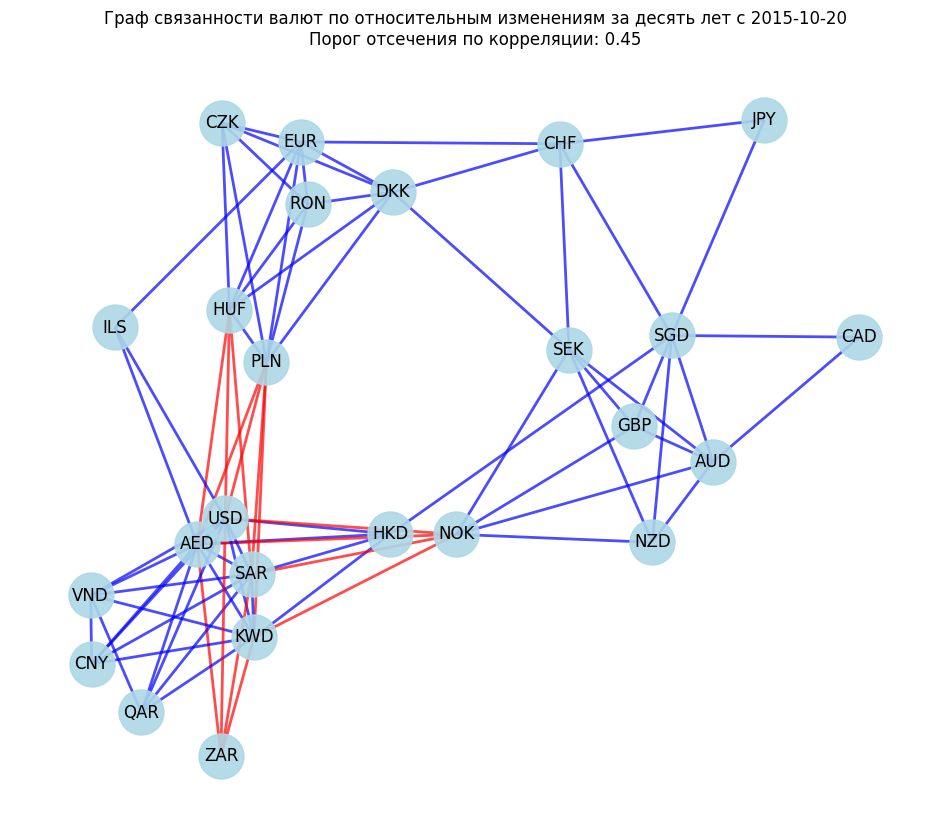 Граф связанности валют по относительным изменениям за десять лет с 2015-10-20
Порог отсечения по корреляции: 0.45
CZK
EUR
CHF
JPY
RON
DKK
HUF
ILS
PLN
SEK
SGD
CAD
GBP
AUD
USD
AED
HKD
NOK
NZD
SAR
VND
KWD
CNY
QAR
ZAR